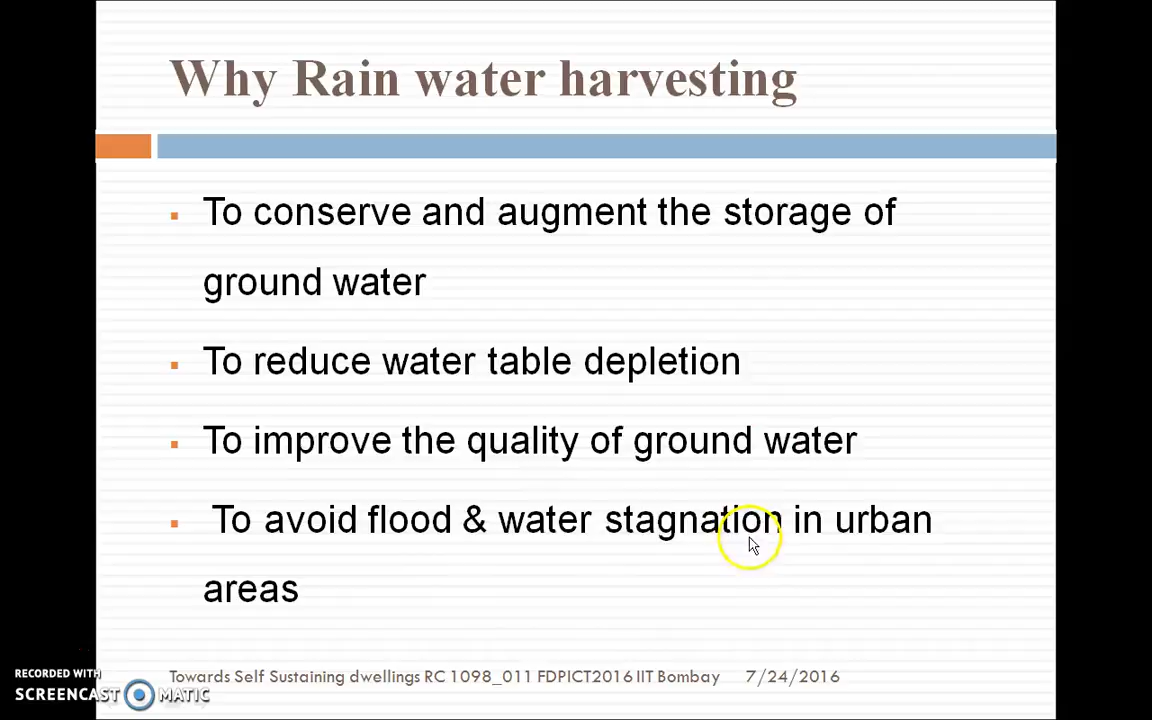 Why Rain water harvesting
▪ To conserve and augment the storage of
ground water
▪ To reduce water table depletion
▪ To improve the quality of ground water
▪ To avoid flood & water stagnation in urban
areas
Towards Self Sustaining dwellings RC 1098_011 FDPICT2016 IIT Bombay 7/24/2016
RECORDED WITH
SCREENCAST MATIC